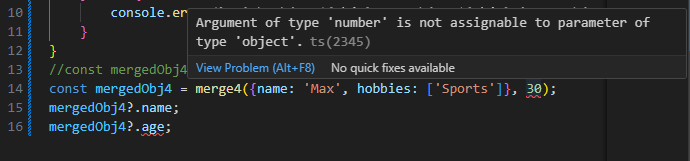 10 console.er
Argument of type 'number' is not assignable to parameter of
type 'object'. ts(2345)
11 }
12 }
View Problem (Alt+F8) No quick fixes available
13 //const mergedObj4
14 const mergedObj4 = merge4({name: 'Max', hobbies: ['Sports']}, 30);
15 mergedObj4?.name;
16 mergedObj4?.age;